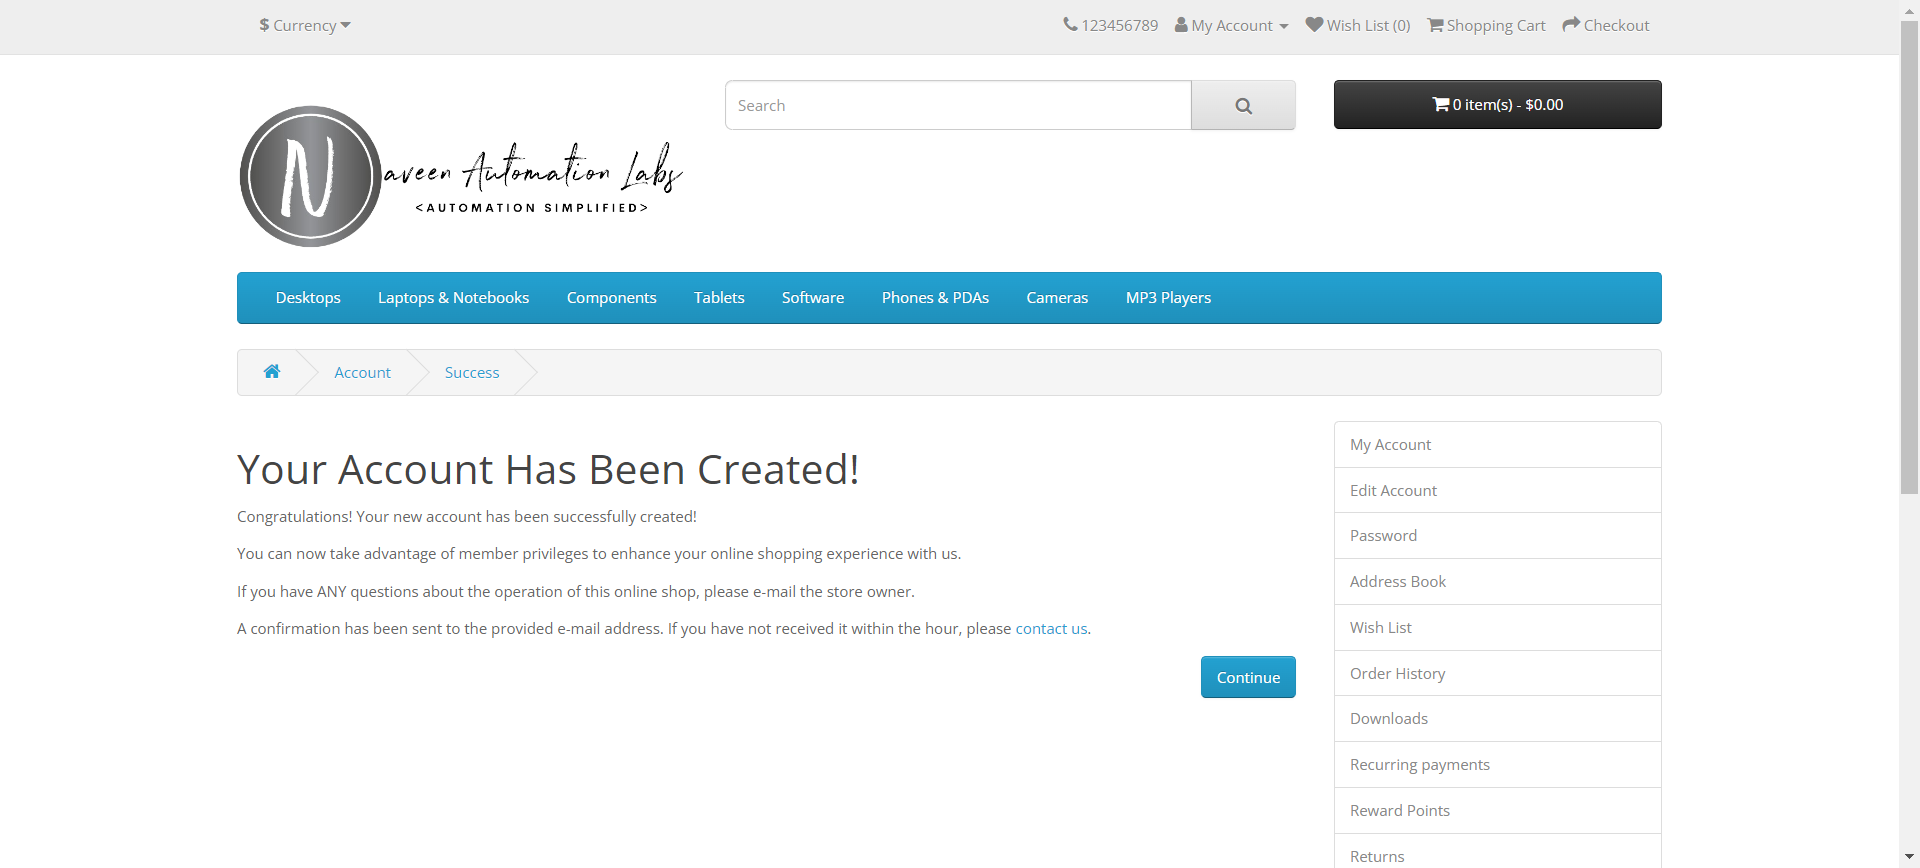 $ Currency
123456789 My Account Wish List (0) Shopping Cart Checkout
N
aveen Automation Labs
<AUTOMATION SIMPLIFIED>
Search
0 item(s) - $0.00
Desktops Laptops & Notebooks Components Tablets Software Phones & PDAs Cameras MP3 Players
Account Success
Your Account Has Been Created!
Congratulations! Your new account has been successfully created!
You can now take advantage of member privileges to enhance your online shopping experience with us.
If you have ANY questions about the operation of this online shop, please e-mail the store owner.
A confirmation has been sent to the provided e-mail address. If you have not received it within the hour, please contact us.
Continue
My Account
Edit Account
Password
Address Book
Wish List
Order History
Downloads
Recurring payments
Reward Points
Returns